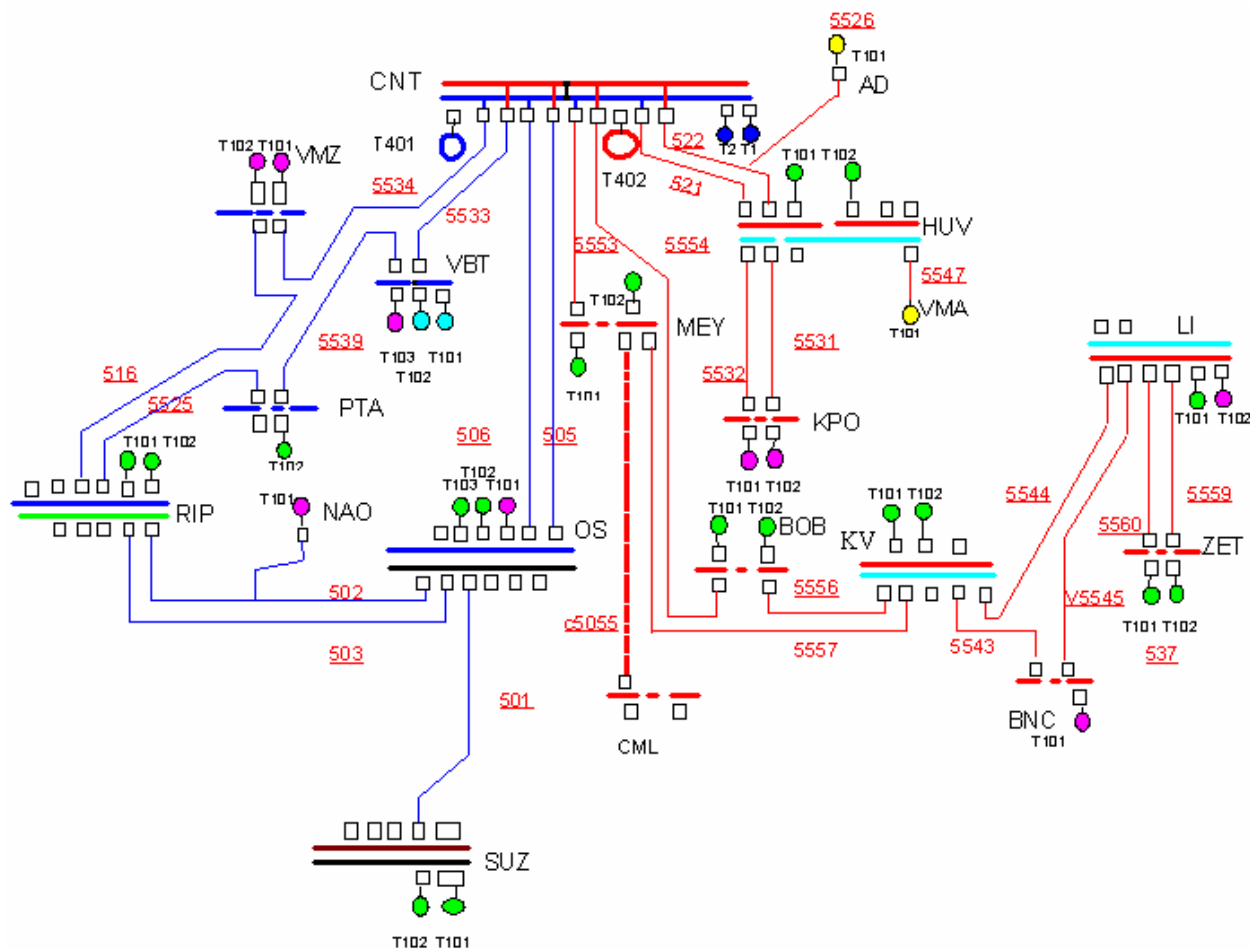 5526
T101
CNT
AD
T401
T402
522
521
T2 T1
T101 T102
T102 T101
VMZ
5534
5533
HUV
5553
5554
5547
VBT
T102
MEY
VMA
T101
LI
5539
T103
T101
T102
T101
5531
5532
516
5525
PTA
T102
KPO
T101 T102
T101 T102
506
505
T101 T102
T102
T103
T101
T101
NAO
RIP
OS
T101
T102
BOB
T101 T102
KV
5544
5559
5560
ZET
502
c5055
5556
V5545
T101 T102
503
5557
5543
537
501
BNC
T101
CML
SUZ
T102 T101